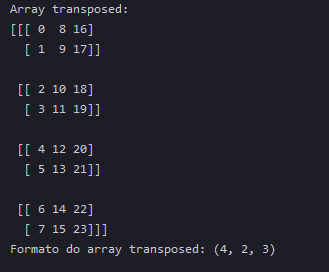 Array transposed:
[[[ 0  8 16]
  [ 1  9 17]]

 [[ 2 10 18]
  [ 3 11 19]]

 [[ 4 12 20]
  [ 5 13 21]]

 [[ 6 14 22]
  [ 7 15 23]]]
Formato do array transposed: (4, 2, 3)